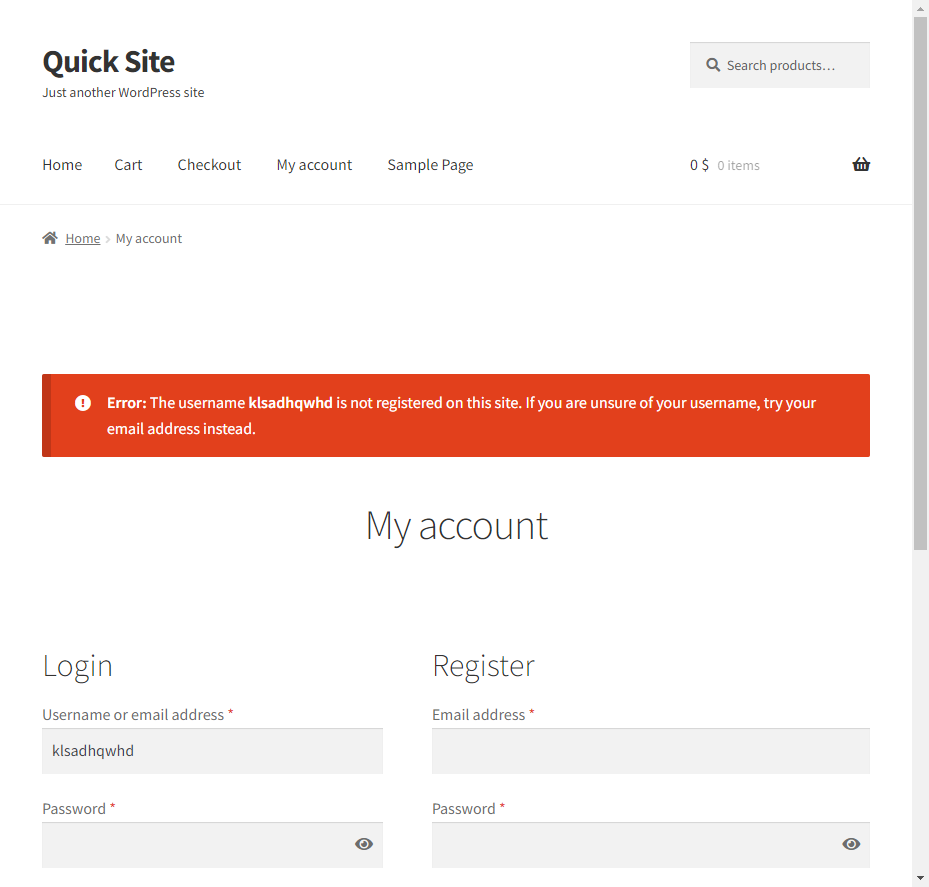 Quick Site
Just another WordPress site
Search products…
Home Cart Checkout My account Sample Page 0 $ 0 items
Home My account
Error: The username klsadhqwhd is not registered on this site. If you are unsure of your username, try your
email address instead.
My account
Login
Username or email address *
klsadhqwhd
Password *
Register
Email address *
Password *